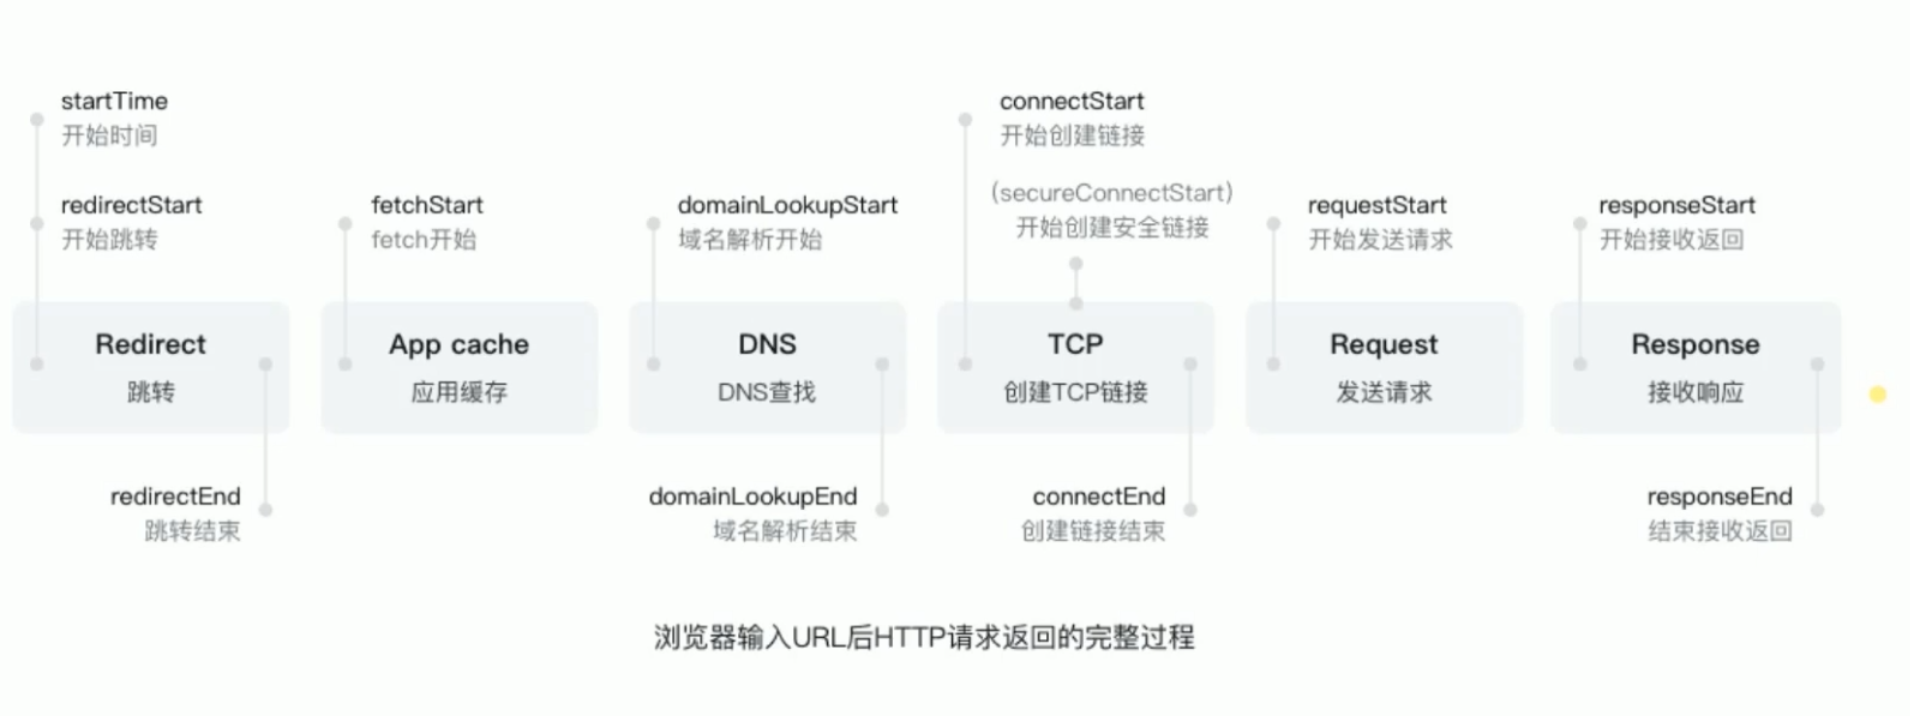 startTime
开始时间
redirectStart
开始跳转
fetchStart
fetch开始
domainLookupStart
域名解析开始
connectStart
开始创建链接
(secureConnectStart)
开始创建安全链接
requestStart
开始发送请求
responseStart
开始接收返回
Redirect
跳转
App cache
应用缓存
DNS
DNS查找
TCP
创建TCP链接
Request
发送请求
Response
接收响应
redirectEnd
跳转结束
domainLookupEnd
域名解析结束
connectEnd
创建链接结束
responseEnd
结束接收返回
浏览器输入URL后HTTP请求返回的完整过程